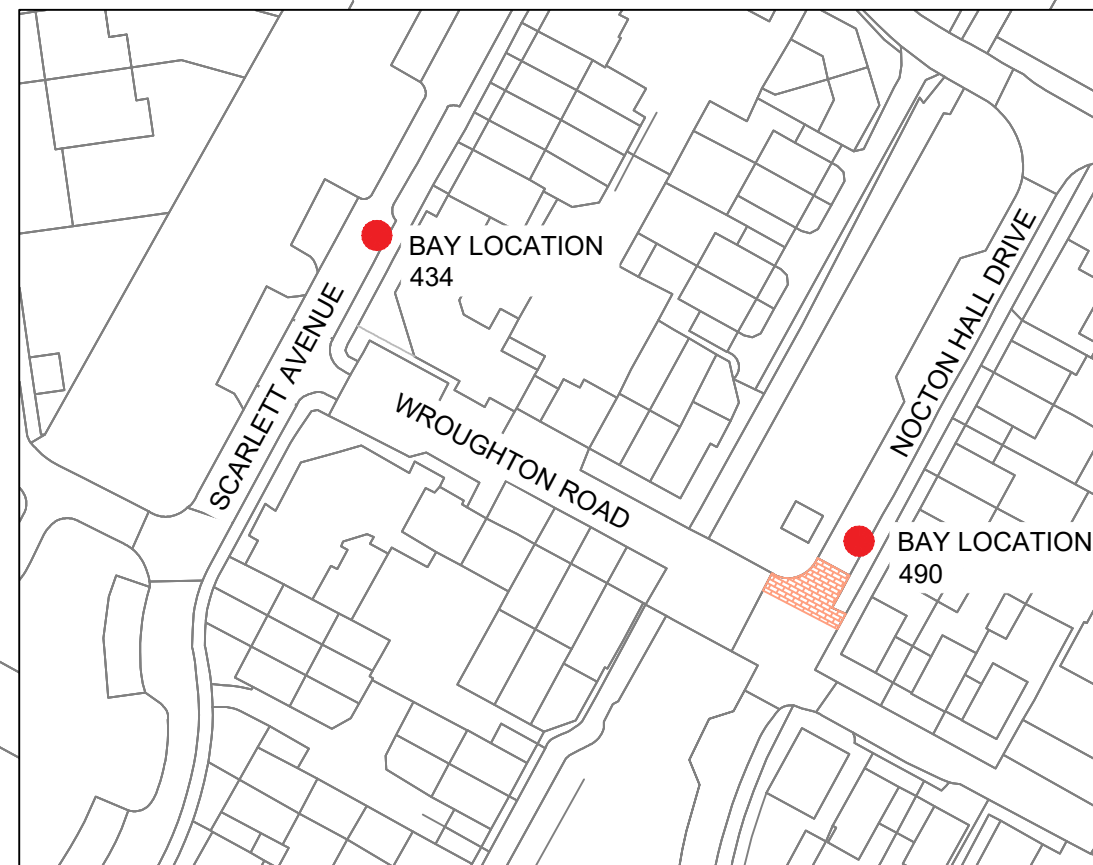 BAY LOCATION
434
SCARLETT AVENUE
WROUGHTON ROAD
NOCTON HALL DRIVE
BAY LOCATION
490